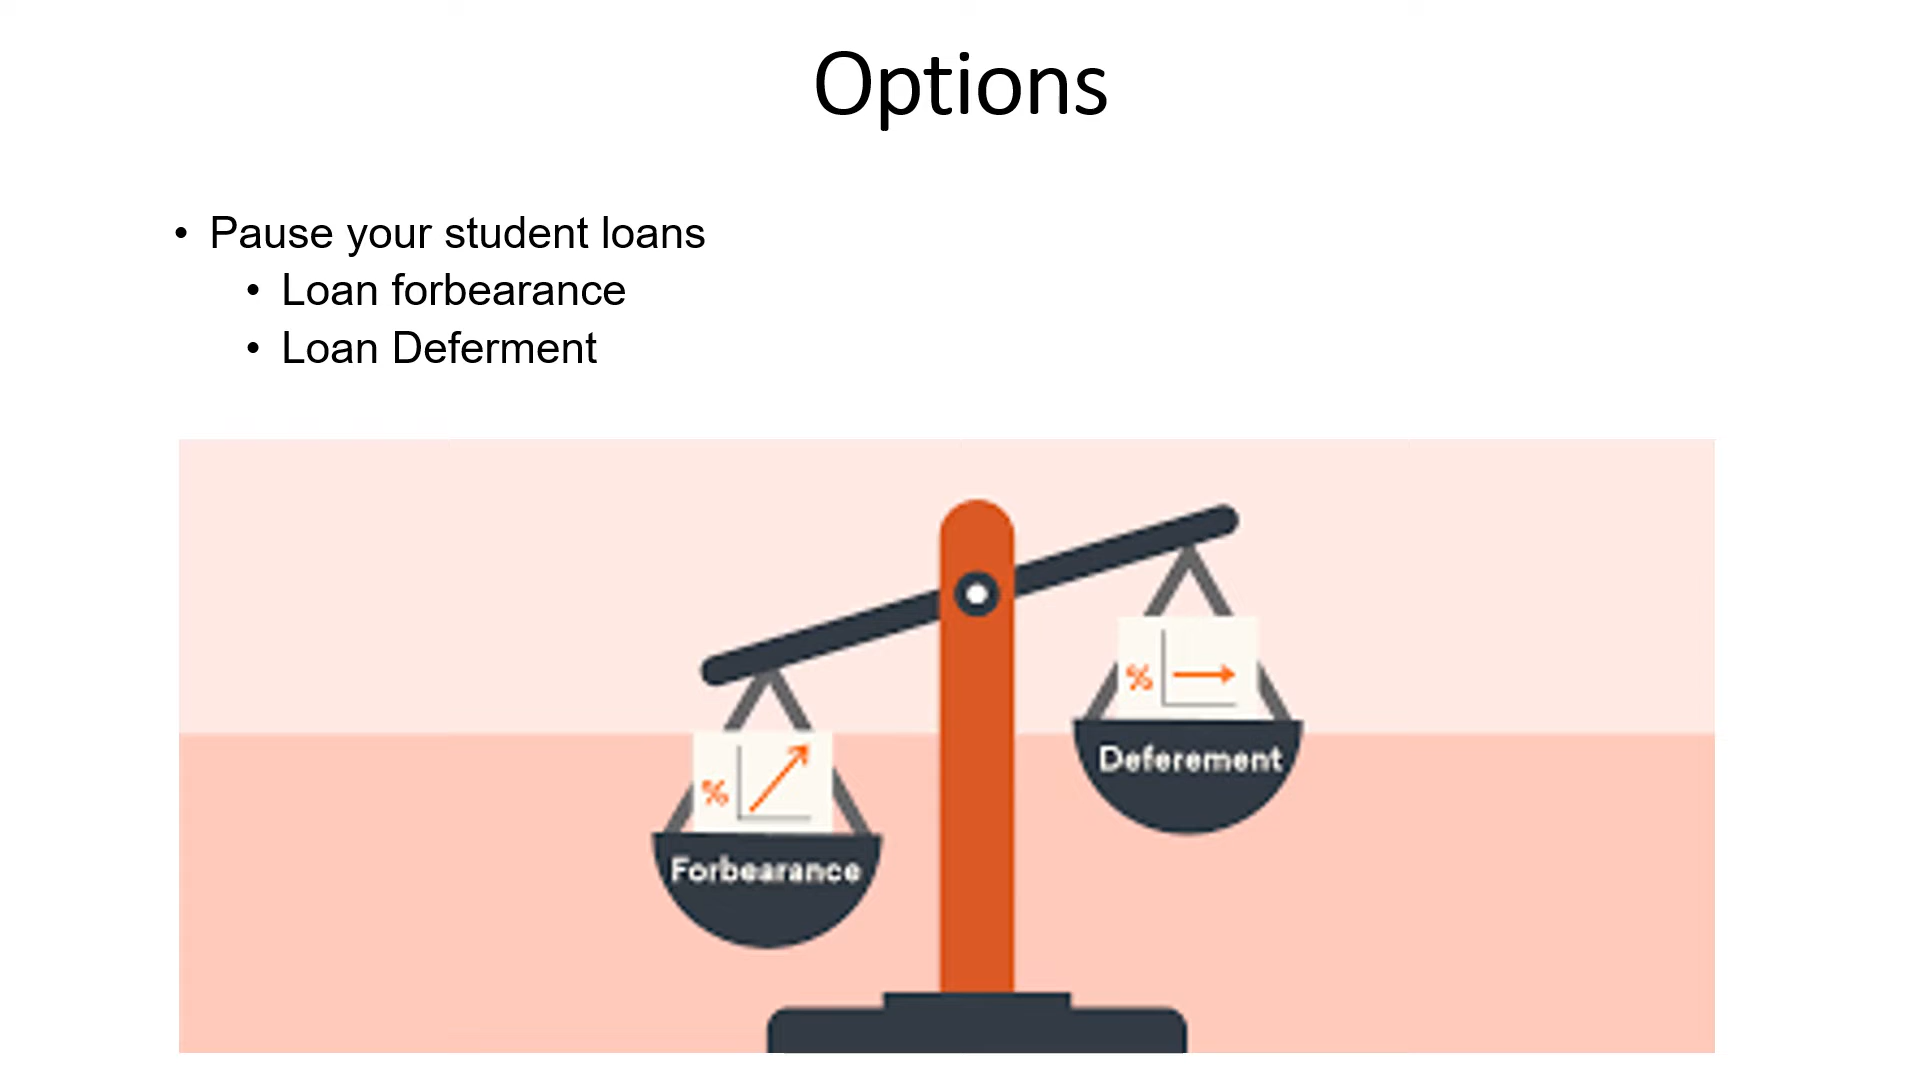 Options
• Pause your student loans
• Loan forbearance
• Loan Deferment
%
Deferement
%
Forbearance